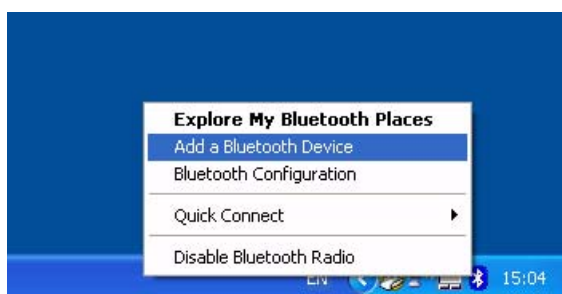 Explore My Bluetooth Places
Add a Bluetooth Device
Bluetooth Configuration
Quick Connect
Disable Bluetooth Radio
EN 15:04